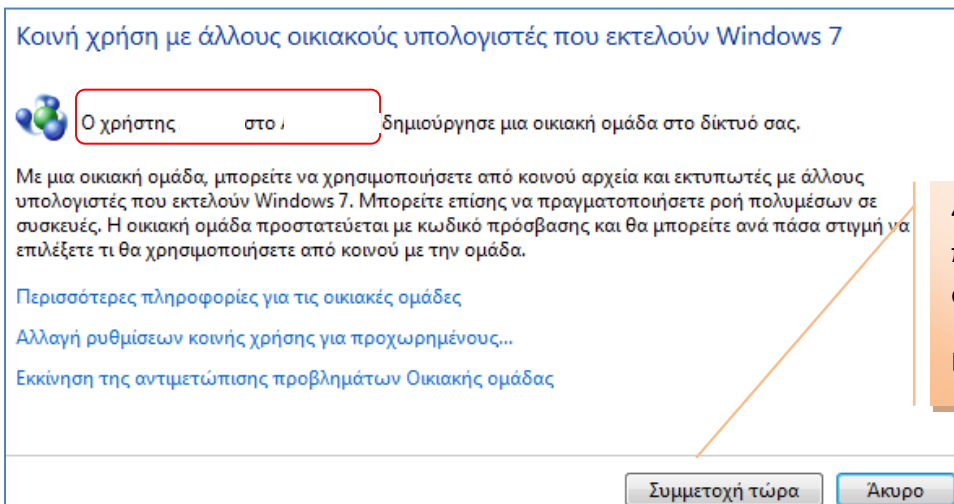 Κοινή χρήση με άλλους οικιακούς υπολογιστές που εκτελούν Windows 7
Ο χρήστης στο δημιούργησε μια οικιακή ομάδα στο δίκτυό σας.
Με μια οικιακή ομάδα, μπορείτε να χρησιμοποιήσετε από κοινού αρχεία και εκτυπωτές με άλλους
υπολογιστές που εκτελούν Windows 7. Μπορείτε επίσης να πραγματοποιήσετε ροή πολυμέσων σε
συσκευές. Η οικιακή ομάδα προστατεύεται με κωδικό πρόσβασης και θα μπορείτε ανά πάσα στιγμή να
επιλέξετε τι θα χρησιμοποιήσετε από κοινού με την ομάδα.
Περισσότερες πληροφορίες για τις οικιακές ομάδες
Αλλαγή ρυθμίσεων κοινής χρήσης για προχωρημένους...
Εκκίνηση της αντιμετώπισης προβλημάτων Οικιακής ομάδας
Συμμετοχή τώρα
Άκυρο